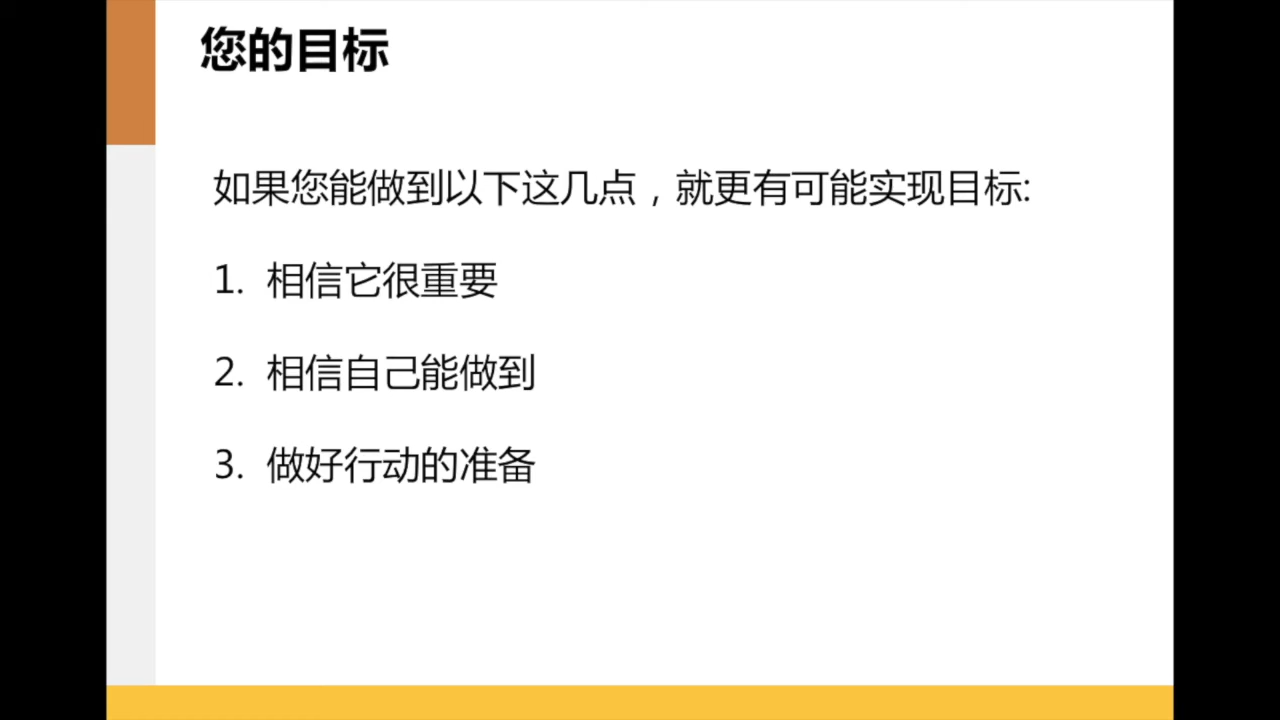 您的目标
如果您能做到以下这几点，就更有可能实现目标:
1. 相信它很重要
2. 相信自己能做到
3. 做好行动的准备